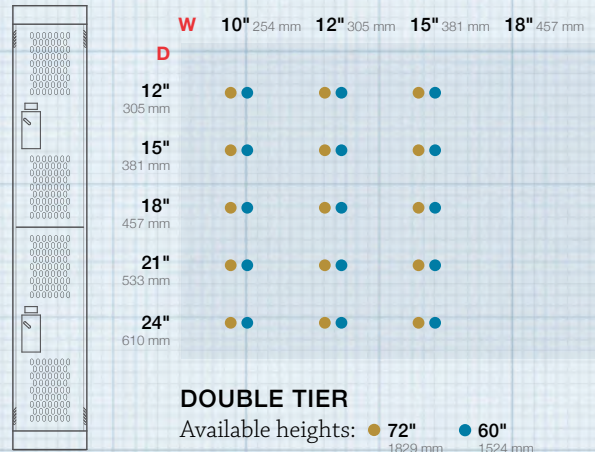 W 10" 254 mm 12" 305 mm 15" 381 mm 18" 457 mm
D
12"
305 mm
15"
381 mm
18"
457 mm
21"
533 mm
24"
610 mm
DOUBLE TIER
Available heights: 72" 60"
1829 mm 1524 mm